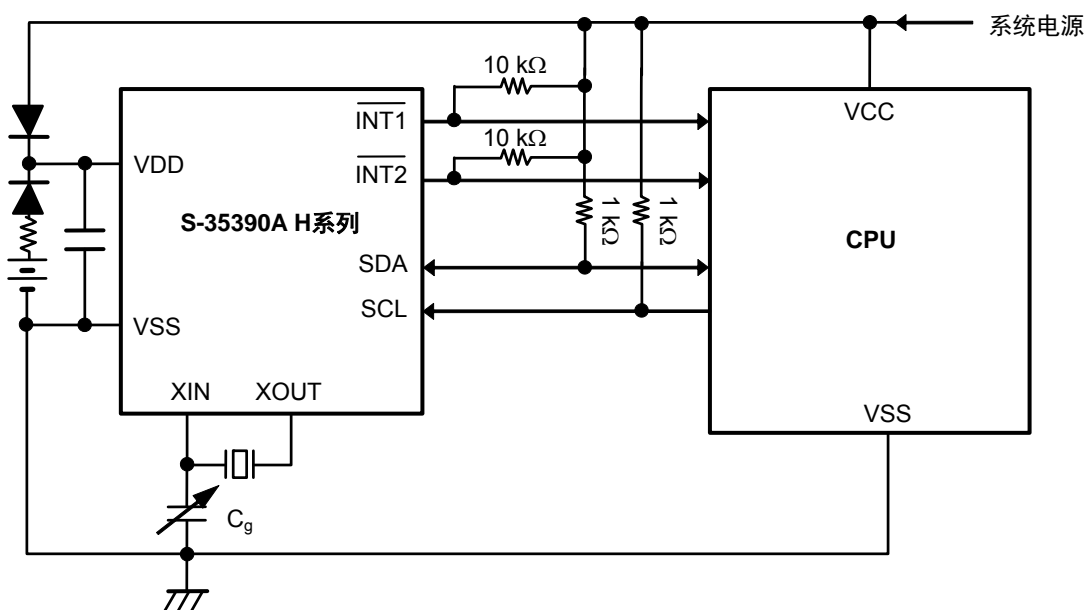 系统电源
10 kΩ
INT1
VCC
10 kΩ
VDD
INT2
S-35390A H系列
1 kΩ
1 kΩ
CPU
SDA
SCL
VSS
XIN
XOUT
VSS
Cg